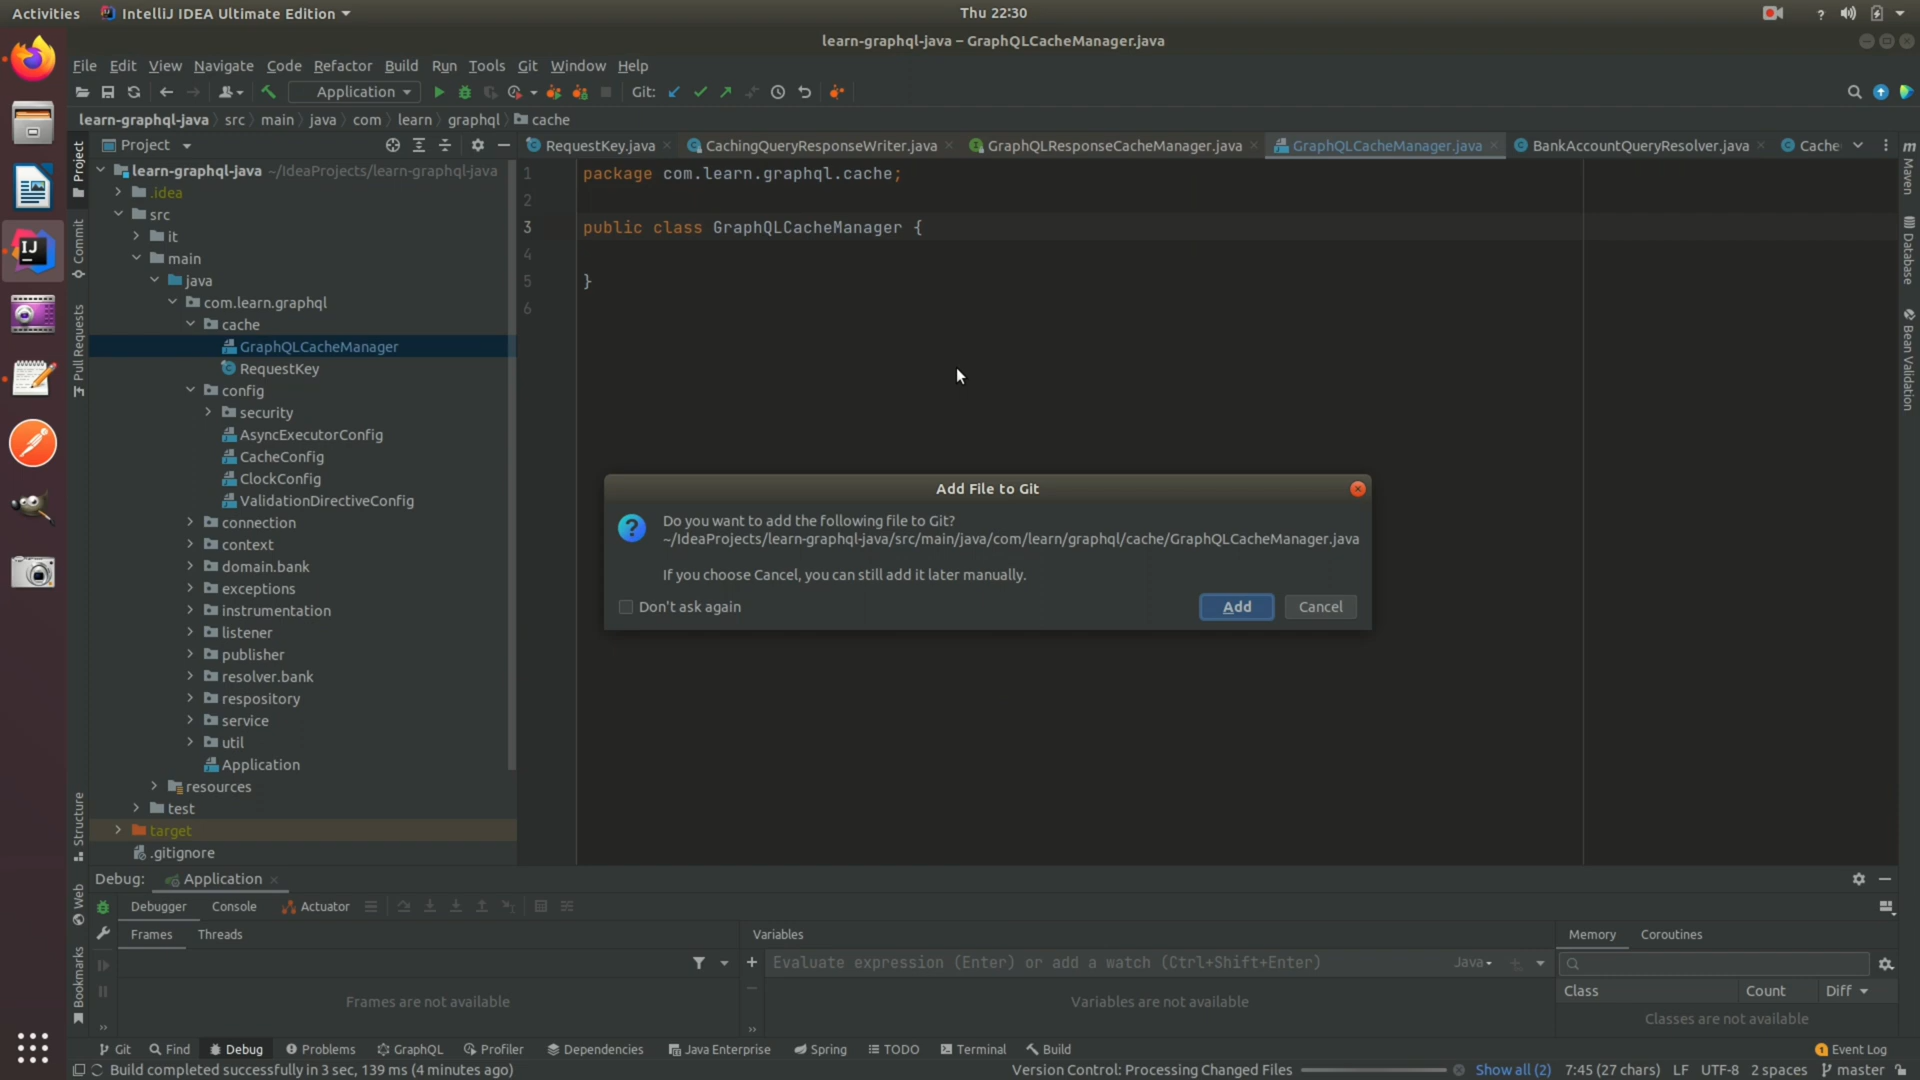 Activities IntelliJ IDEA Ultimate Edition Thu 22:30
learn-graphql-java – GraphQLCacheManager.java
File Edit View Navigate Code Refactor Build Run Tools Git Window Help
Application Git:
learn-graphql-java src main java com learn graphql cache
Project
RequestKey.java CachingQueryResponseWriter.java GraphQLResponseCacheManager.java GraphQLCacheManager.java BankAccountQueryResolver.java Cache
learn-graphql-java ~/IdeaProjects/learn-graphql-java
.idea
src
it
main
java
com.learn.graphql
cache
GraphQLCacheManager
RequestKey
config
security
AsyncExecutorConfig
CacheConfig
ClockConfig
ValidationDirectiveConfig
connection
context
domain.bank
exceptions
instrumentation
listener
publisher
resolver.bank
respository
service
util
Application
resources
test
target
.gitignore
Project
Commit
Pull Requests
Structure
Web
Bookmarks
1 package com.learn.graphql.cache;
2
3 public class GraphQLCacheManager {
4
5 }
6
Maven
Database
Bean Validation
Add File to Git
Do you want to add the following file to Git?
~/IdeaProjects/learn-graphql-java/src/main/java/com/learn/graphql/cache/GraphQLCacheManager.java
If you choose Cancel, you can still add it later manually.
Don't ask again Add Cancel
Debug: Application
Debugger Console Actuator
Frames Threads Variables Memory Coroutines
Evaluate expression (Enter) or add a watch (Ctrl+Shift+Enter) Java
Class Count Diff
Frames are not available Variables are not available Classes are not available
Git Find Debug Problems GraphQL Profiler Dependencies Java Enterprise Spring TODO Terminal Build 1 Event Log
Build completed successfully in 3 sec, 139 ms (4 minutes ago) Version Control: Processing Changed Files Show all (2) 7:45 (27 chars) LF UTF-8 2 spaces master